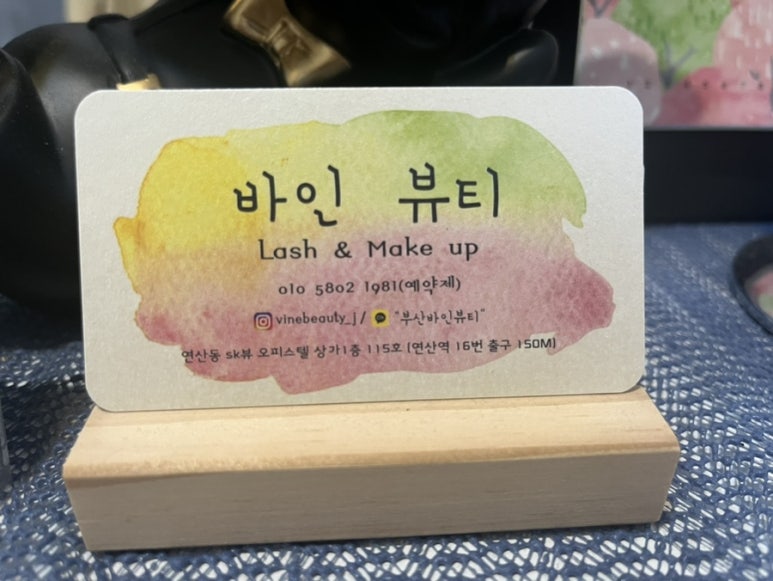 바인 뷰티
Lash & Make up
010 5802 1981(예약제)
vinebeauty_j / "부산바인뷰티"
연산동 sk뷰 오피스텔 상가1층 115호 (연산역 16번 출구 150M)